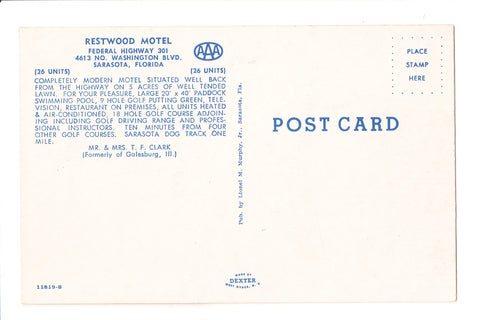 RESTWOOD MOTEL
FEDERAL HIGHWAY 301
4613 NO. WASHINGTON BLVD.
SARASOTA, FLORIDA
AAA
(26 UNITS) (26 UNITS)
COMPLETELY MODERN MOTEL SITUATED WELL BACK
FROM THE HIGHWAY ON 5 ACRES OF WELL TENDED
LAWN. FOR YOUR PLEASURE, LARGE 20' x 40' PADDOCK
SWIMMING POOL, 9 HOLE GOLF PUTTING GREEN, TELE-
VISION, RESTAURANT ON PREMISES, ALL UNITS HEATED
& AIR-CONDITIONED, 18 HOLE GOLF COURSE ADJOIN-
ING INCLUDING GOLF DRIVING RANGE AND PROFES-
SIONAL INSTRUCTORS. TEN MINUTES FROM FOUR
OTHER GOLF COURSES. SARASOTA DOG TRACK ONE
MILE.
MR. & MRS. T. F. CLARK
(Formerly of Galesburg, Ill.)
11819-B
Pub. by Lionel M. Murphy, Jr., Sarasota, Fla.
MADE BY
DEXTER
WEST NYACK, N. Y.
POST CARD
PLACE
STAMP
HERE